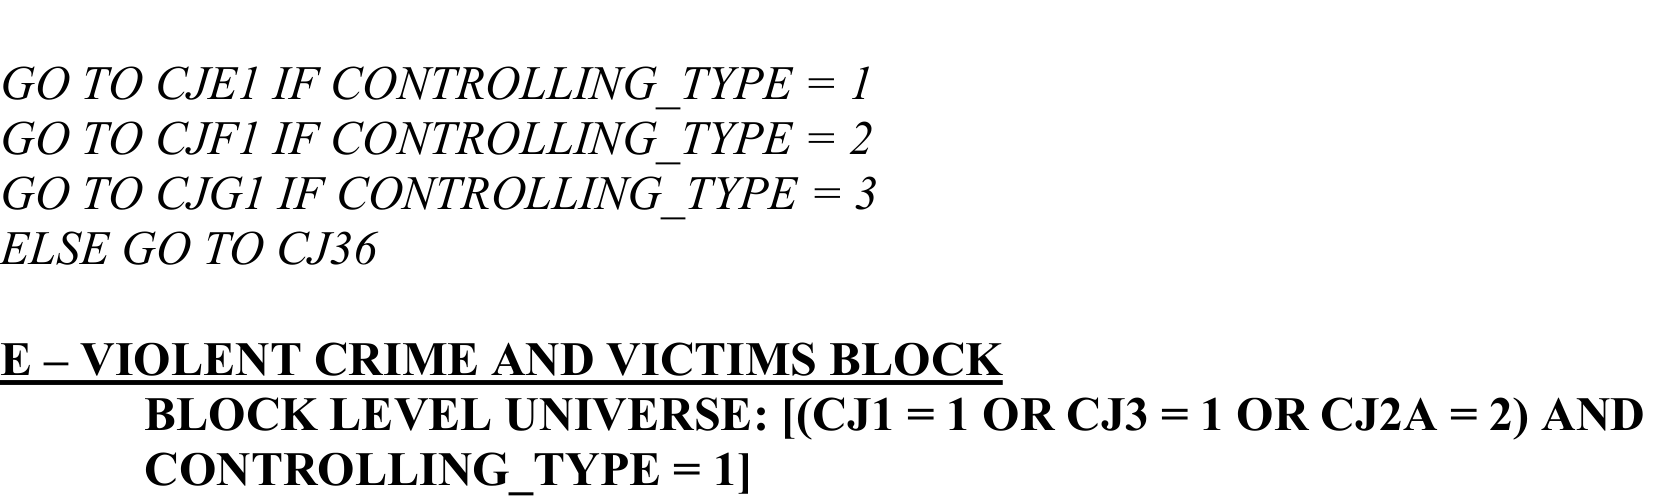 GO TO CJE1 IF CONTROLLING_TYPE = 1
GO TO CJF1 IF CONTROLLING_TYPE = 2
GO TO CJG1 IF CONTROLLING_TYPE = 3
ELSE GO TO CJ36
E – VIOLENT CRIME AND VICTIMS BLOCK
BLOCK LEVEL UNIVERSE: [(CJ1 = 1 OR CJ3 = 1 OR CJ2A = 2) AND
CONTROLLING_TYPE = 1]